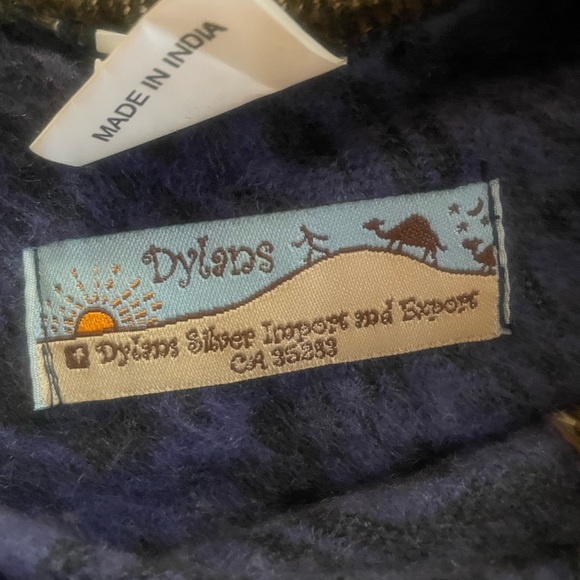 MADE IN INDIA
Dylans
Dylans Silver Import and Export
CA 35283